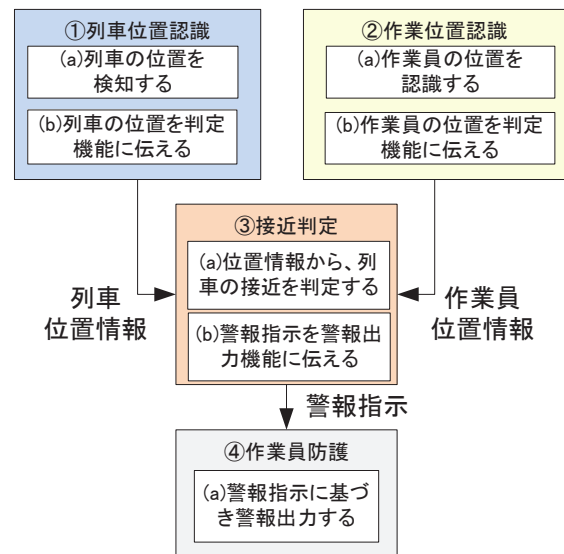 ①列車位置認識
(a)列車の位置を
検知する
(b)列車の位置を判定
機能に伝える
②作業位置認識
(a)作業員の位置を
認識する
(b)作業員の位置を判定
機能に伝える
列車
位置情報
③接近判定
(a)位置情報から、列
車の接近を判定する
(b)警報指示を警報出
力機能に伝える
作業員
位置情報
警報指示
④作業員防護
(a)警報指示に基づ
き警報出力する